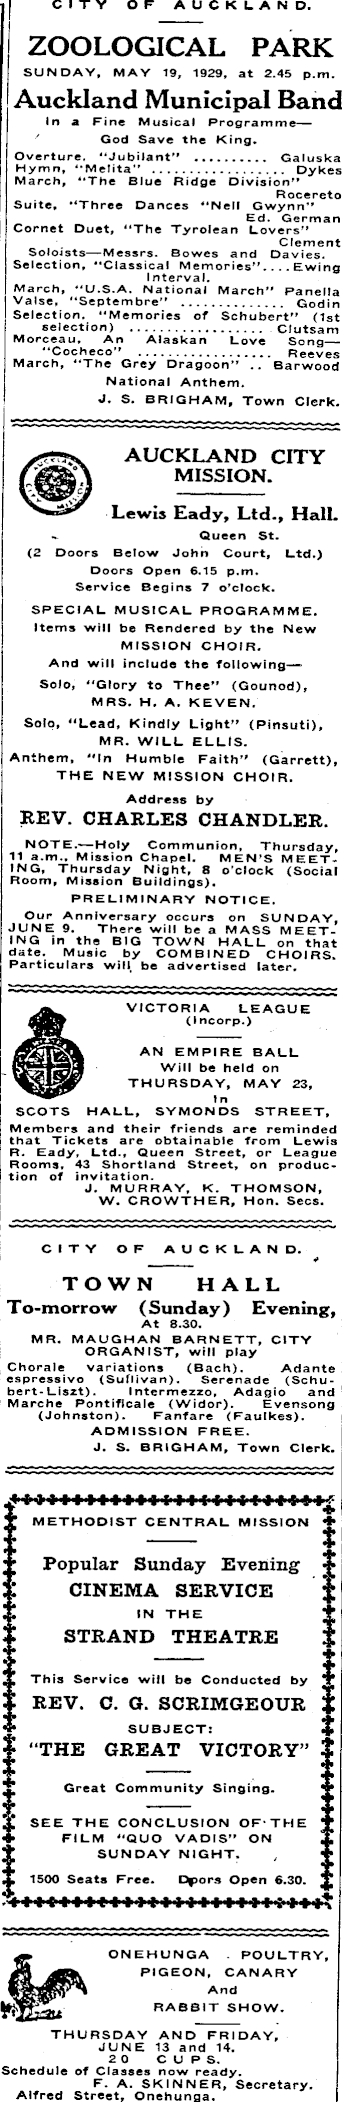 CITY OF AUCKLAND.
ZOOLOGICAL PARK
SUNDAY, MAY 19, 1929, at 2.45 p.m.
Auckland Municipal Band
In a Fine Musical Programme—
God Save the King.
Overture, "Jubilant" .......... Galuska
Hymn, "Melita" ................. Dykes
March, "The Blue Ridge Division"
Rocereto
Suite, "Three Dances "Nell Gwynn"
Ed. German
Cornet Duet, "The Tyrolean Lovers"
Clement
Soloists—Messrs. Bowes and Davies.
Selection, "Classical Memories"....Ewing
Interval.
March, "U.S.A. National March" Panella
Valse, "Septembre" .............. Godin
Selection. "Memories of Schubert" (1st
selection) .................. Clutsam
Morceau, An Alaskan Love Song—
"Cocheco" ................. Reeves
March, "The Grey Dragoon" .. Barwood
National Anthem.
J. S. BRIGHAM, Town Clerk.
AUCKLAND CITY MISSION
AUCKLAND CITY
MISSION.
Lewis Eady, Ltd., Hall.
Queen St.
(2 Doors Below John Court, Ltd.)
Doors Open 6.15 p.m.
Service Begins 7 o'clock.
SPECIAL MUSICAL PROGRAMME.
Items will be Rendered by the New
MISSION CHOIR.
And will include the following—
Solo, "Glory to Thee" (Gounod),
MRS. H. A. KEVEN.
Solo, "Lead, Kindly Light" (Pinsuti),
MR. WILL ELLIS.
Anthem, "In Humble Faith" (Garrett),
THE NEW MISSION CHOIR.
Address by
REV. CHARLES CHANDLER.
NOTE.—Holy Communion, Thursday,
11 a.m., Mission Chapel. MEN'S MEET-
ING, Thursday Night, 8 o'clock (Social
Room, Mission Buildings).
PRELIMINARY NOTICE.
Our Anniversary occurs on SUNDAY,
JUNE 9. There will be a MASS MEET-
ING in the BIG TOWN HALL on that
date. Music by COMBINED CHOIRS.
Particulars will be advertised later.
VICTORIA LEAGUE
(Incorp.)
AN EMPIRE BALL
Will be held on
THURSDAY, MAY 23,
In
SCOTS HALL, SYMONDS STREET,
Members and their friends are reminded
that Tickets are obtainable from Lewis
R. Eady, Ltd., Queen Street, or League
Rooms, 43 Shortland Street, on produc-
tion of invitation.
J. MURRAY, K. THOMSON,
W. CROWTHER, Hon. Secs.
CITY OF AUCKLAND.
TOWN HALL
To-morrow (Sunday) Evening,
At 8.30.
MR. MAUGHAN BARNETT, CITY
ORGANIST, will play
Chorale variations (Bach). Adante
espressivo (Sullivan). Serenade (Schu-
bert-Liszt). Intermezzo, Adagio and
Marche Pontificale (Widor). Evensong
(Johnston). Fanfare (Faulkes).
ADMISSION FREE.
J. S. BRIGHAM, Town Clerk.
METHODIST CENTRAL MISSION
Popular Sunday Evening
CINEMA SERVICE
IN THE
STRAND THEATRE
This Service will be Conducted by
REV. C. G. SCRIMGEOUR
SUBJECT:
"THE GREAT VICTORY"
Great Community Singing.
SEE THE CONCLUSION OF THE
FILM "QUO VADIS" ON
SUNDAY NIGHT.
1500 Seats Free. Doors Open 6.30.
ONEHUNGA POULTRY,
PIGEON, CANARY
And
RABBIT SHOW.
THURSDAY AND FRIDAY,
JUNE 13 and 14.
20 CUPS.
Schedule of Classes now ready.
F. A. SKINNER, Secretary.
Alfred Street, Onehunga.